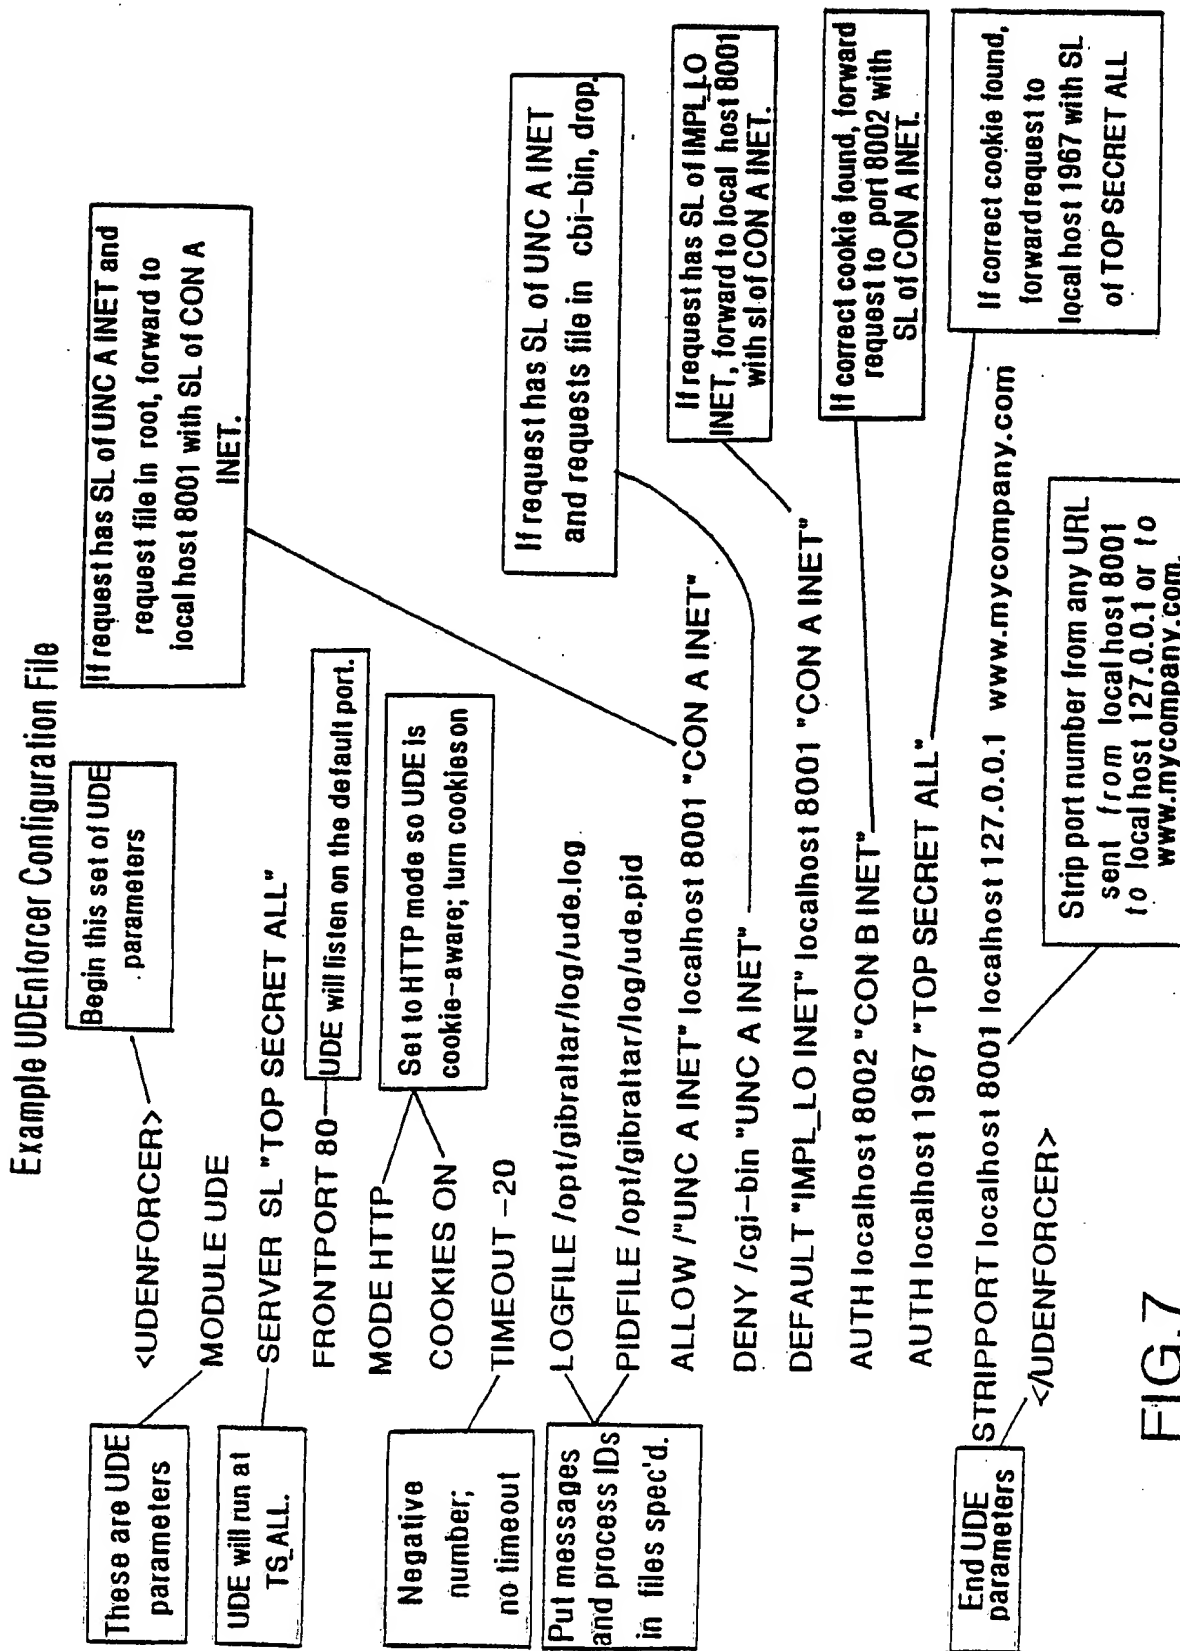 Example UDEnforcer Configuration File
Begin this set of UDE
parameters
<UDENFORCER>
These are UDE
parameters
MODULE UDE
UDE will run at
TS_ALL.
SERVER SL "TOP SECRET ALL"
FRONTPORT 80
UDE will listen on the default port.
MODE HTTP
COOKIES ON
Set to HTTP mode so UDE is
cookie-aware; turn cookies on
Negative
number;
no timeout
TIMEOUT -20
Put messages
and process IDs
in files spec'd.
LOGFILE /opt/gibraltar/log/ude.log
PIDFILE /opt/gibraltar/log/ude.pid
If request has SL of UNC A INET and
request file in root, forward to
local host 8001 with SL of CON A
INET.
ALLOW /"UNC A INET" localhost 8001 "CON A INET"
If request has SL of UNC A INET
and requests file in cbi-bin, drop.
DENY /cgi-bin "UNC A INET"
If request has SL of IMPL_LO
INET, forward to local host 8001
with sl of CON A INET.
DEFAULT "IMPL_LO INET" localhost 8001 "CON A INET"
If correct cookie found, forward
request to port 8002 with
SL of CON A INET.
AUTH localhost 8002 "CON B INET"
If correct cookie found,
forward request to
local host 1967 with SL
of TOP SECRET ALL
AUTH localhost 1967 "TOP SECRET ALL"
STRIPPORT localhost 8001 localhost 127.0.0.1 www.mycompany.com
Strip port number from any URL
sent from local host 8001
to local host 127.0.0.1 or to
www.mycompany.com.
End UDE
parameters
</UDENFORCER>
FIG.7